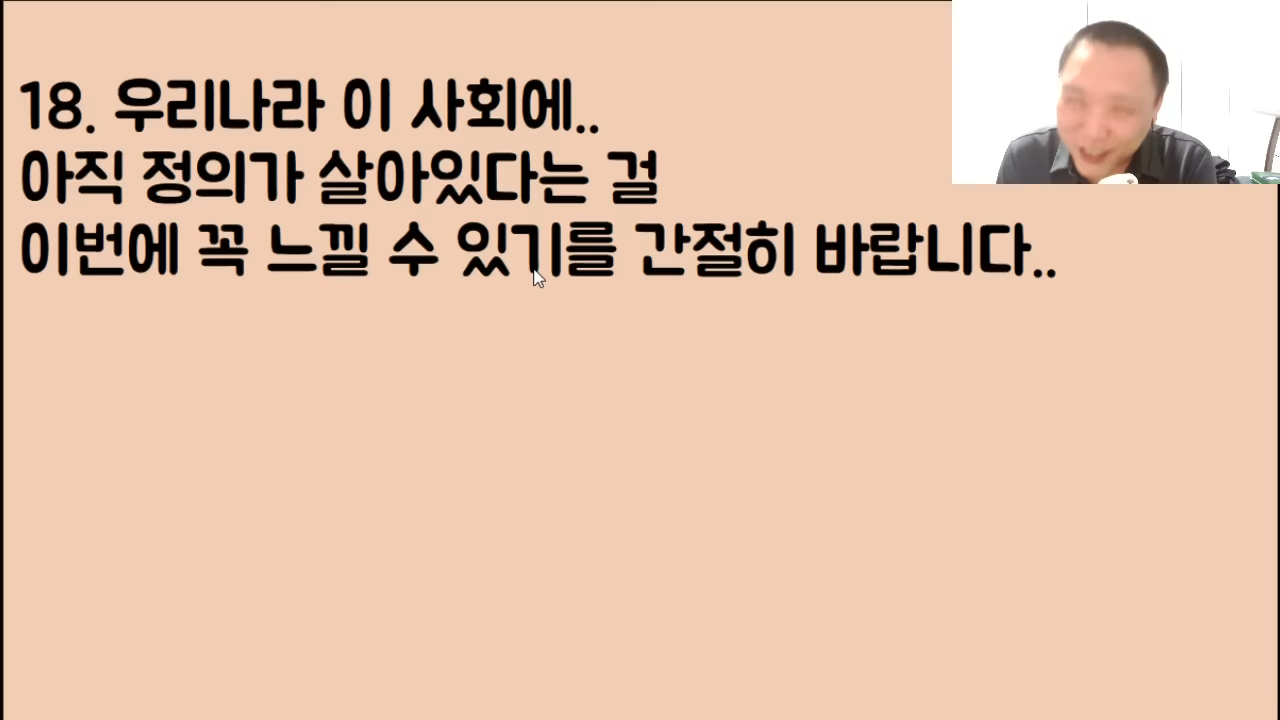 18. 우리나라 이 사회에..
아직 정의가 살아있다는 걸
이번에 꼭 느낄 수 있기를 간절히 바랍니다..